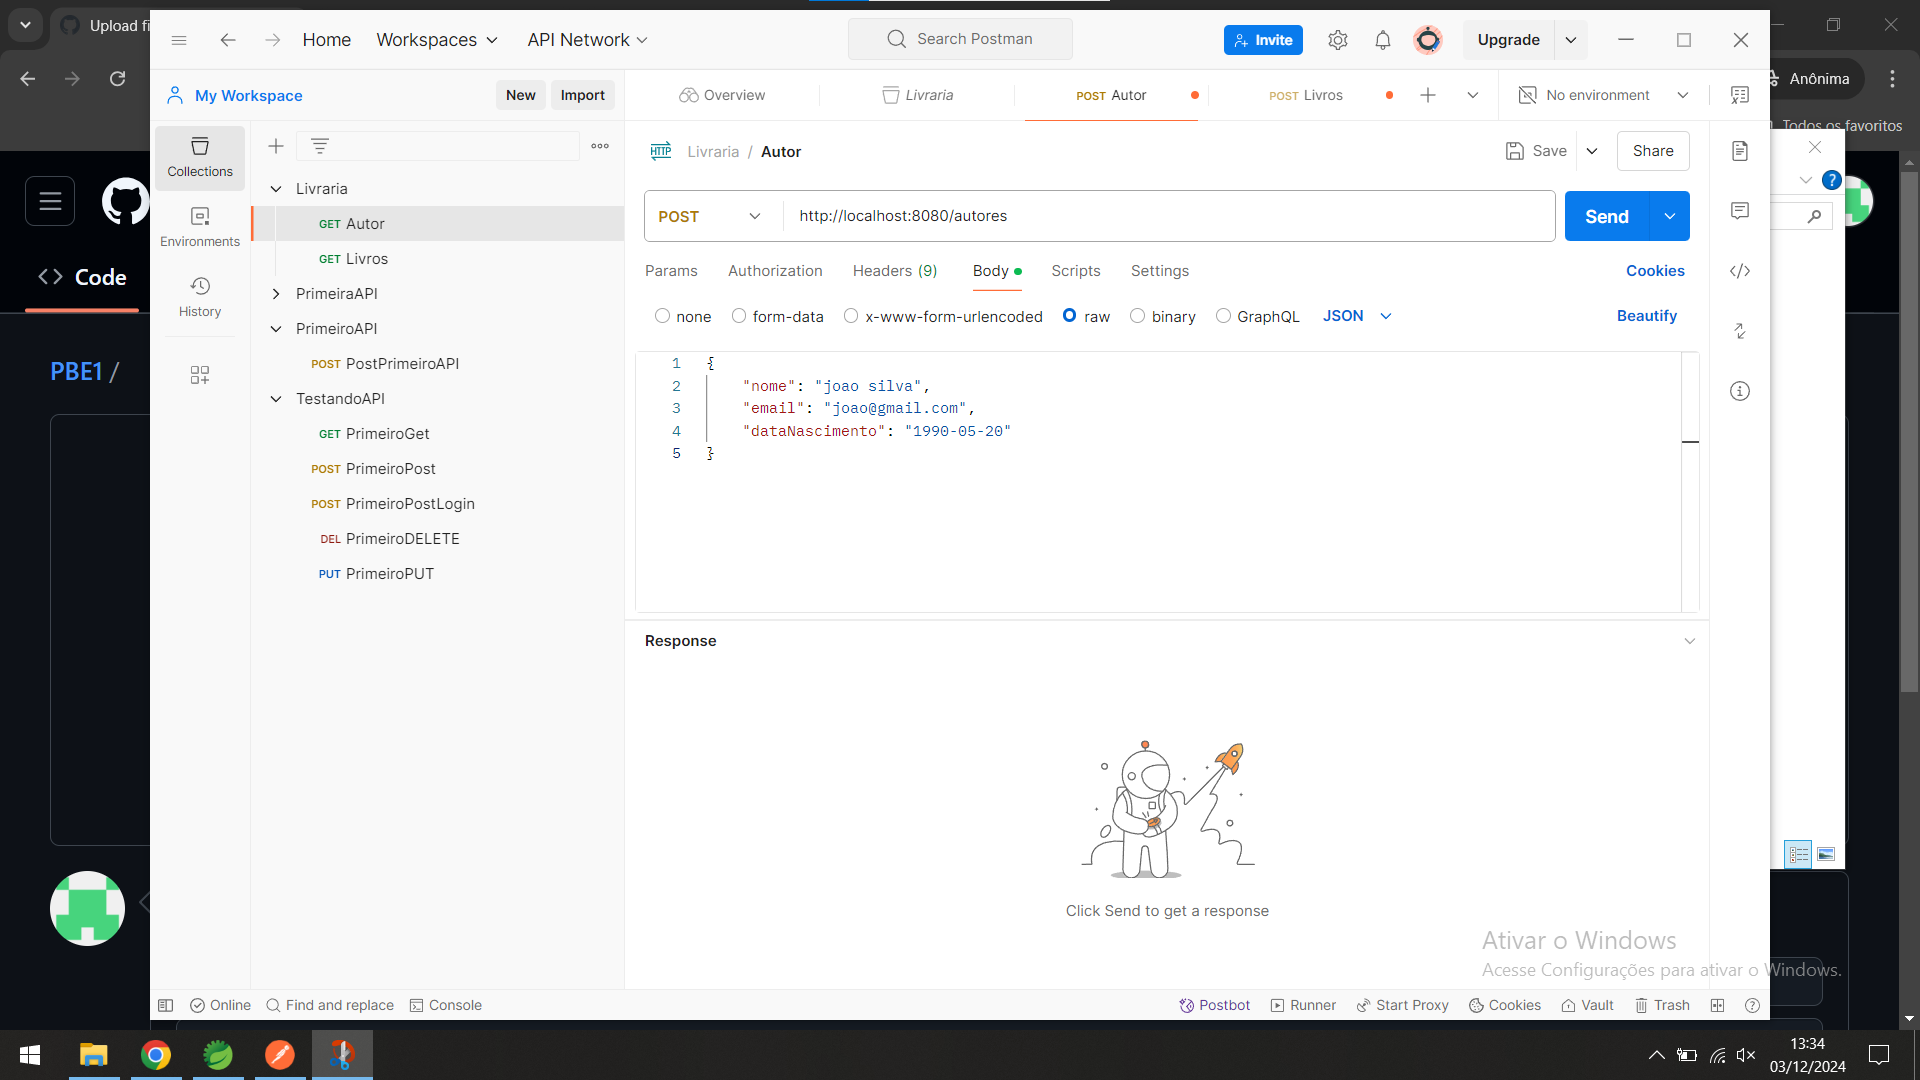 Upload fi
Home
Workspaces
API Network
Search Postman
Invite
Upgrade
Anônima
Todos os favoritos
My Workspace
New
Import
Overview
Livraria
POST Autor
POST Livros
No environment
Collections
Environments
History
Livraria
GET Autor
GET Livros
PrimeiraAPI
PrimeiroAPI
POST PostPrimeiroAPI
TestandoAPI
GET PrimeiroGet
POST PrimeiroPost
POST PrimeiroPostLogin
DEL PrimeiroDELETE
PUT PrimeiroPUT
HTTP Livraria / Autor
Save
Share
POST
http://localhost:8080/autores
Send
Params
Authorization
Headers (9)
Body
Scripts
Settings
Cookies
none
form-data
x-www-form-urlencoded
raw
binary
GraphQL
JSON
Beautify
1 {
2 "nome": "joao silva",
3 "email": "joao@gmail.com",
4 "dataNascimento": "1990-05-20"
5 }
Response
Click Send to get a response
Code
PBE1 /
Ativar o Windows
Acesse Configurações para ativar o Windows.
Online
Find and replace
Console
Postbot
Runner
Start Proxy
Cookies
Vault
Trash
13:34
03/12/2024